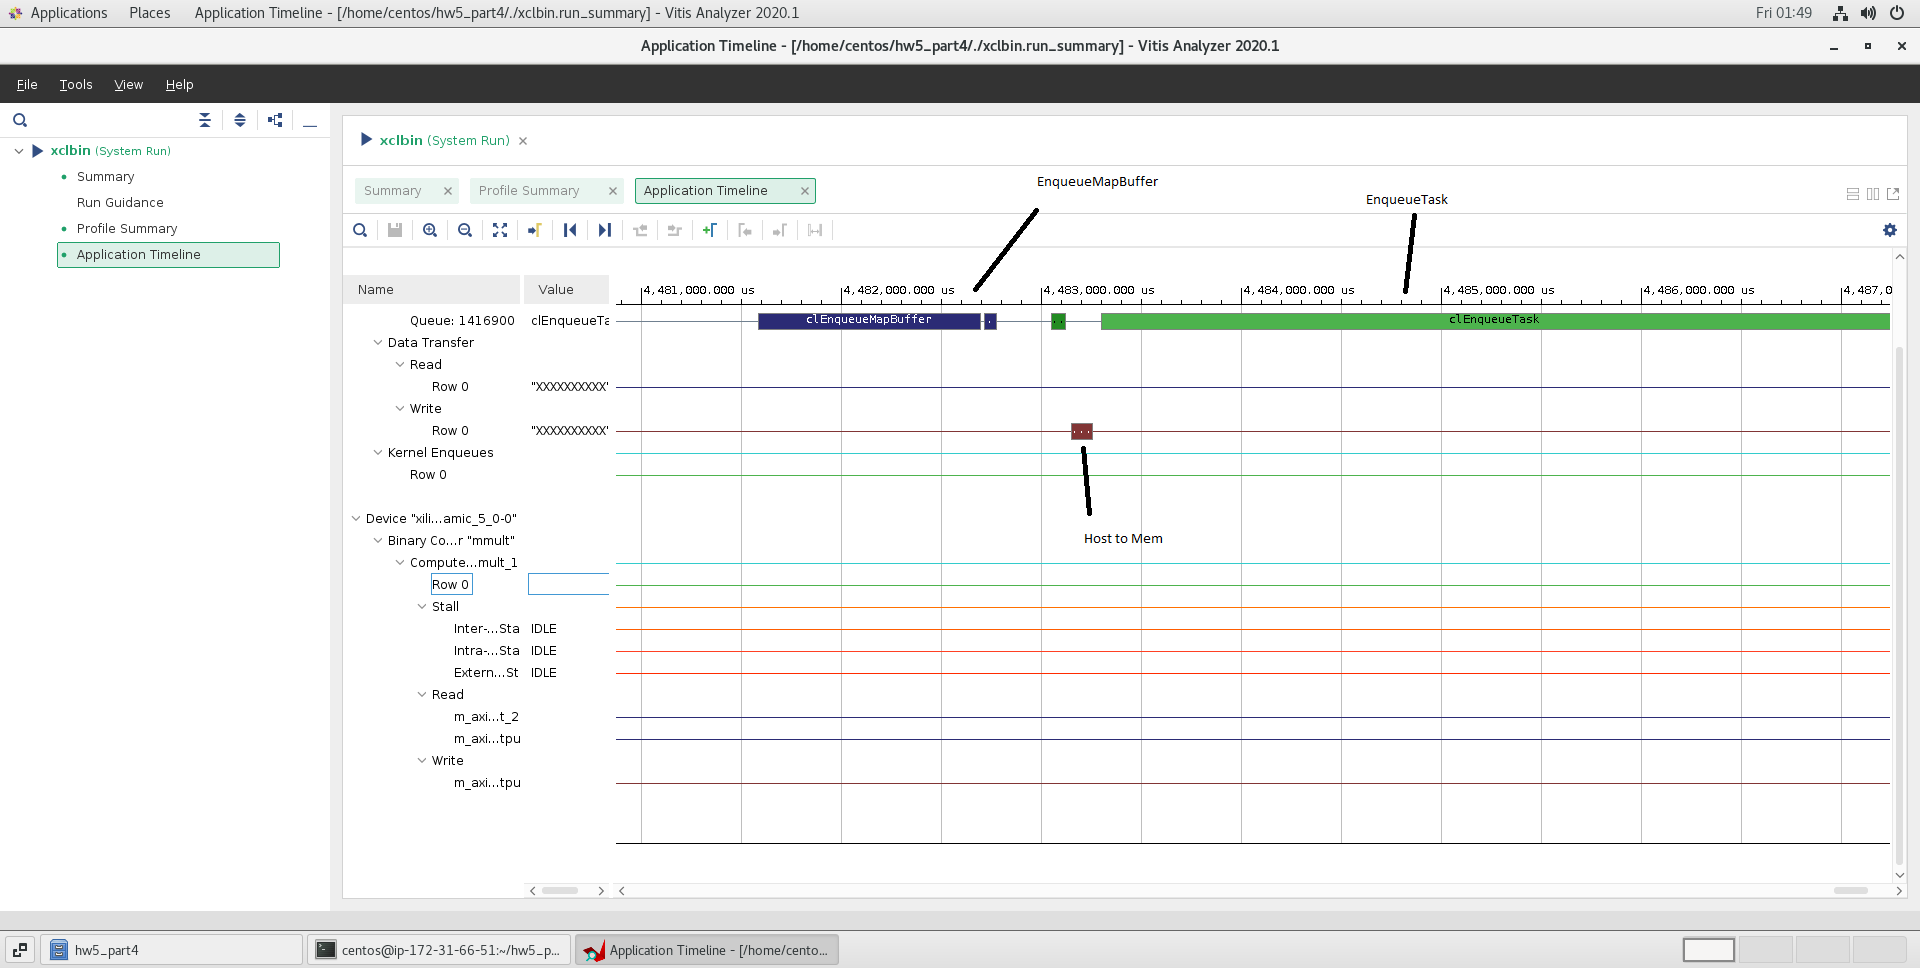 Applications Places Application Timeline - [/home/centos/hw5_part4/./xclbin.run_summary] - Vitis Analyzer 2020.1 Fri 01:49
Application Timeline - [/home/centos/hw5_part4/./xclbin.run_summary] - Vitis Analyzer 2020.1
File Tools View Help
xclbin (System Run)
Summary
Run Guidance
Profile Summary
Application Timeline
xclbin (System Run)
Summary Profile Summary Application Timeline
EnqueueMapBuffer
EnqueueTask
Name Value
4,481,000.000 us 4,482,000.000 us 4,483,000.000 us 4,484,000.000 us 4,485,000.000 us 4,486,000.000 us 4,487,0
Queue: 1416900 clEnqueueTa clEnqueueMapBuffer . .. clEnqueueTask
Data Transfer
Read
Row 0 "XXXXXXXXXX"
Write
Row 0 "XXXXXXXXXX" ...
Kernel Enqueues
Row 0
Device "xili...amic_5_0-0"
Host to Mem
Binary Co...r "mmult"
Compute...mult_1
Row 0
Stall
Inter-...Sta IDLE
Intra-...Sta IDLE
Extern...St IDLE
Read
m_axi...t_2
m_axi...tpu
Write
m_axi...tpu
hw5_part4 centos@ip-172-31-66-51:~/hw5_p... Application Timeline - [/home/cento...